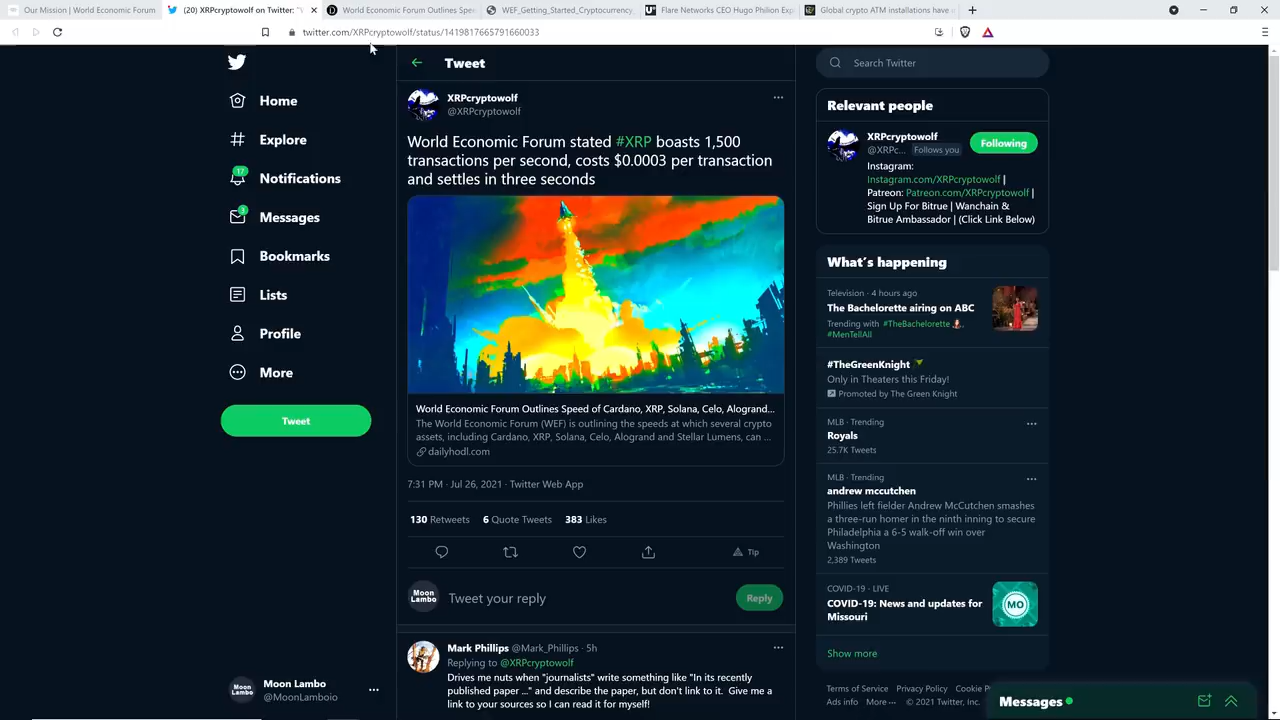 Our Mission | World Economic Forum
(20) XRPcryptowolf on Twitter: "W
World Economic Forum Outlines Spee
WEF_Getting_Started_Cryptocurrency_
Flare Networks CEO Hugo Philion Exp
Global crypto ATM installations have i
twitter.com/XRPcryptowolf/status/1419817665791660033
Home
Explore
17
Notifications
3
Messages
Bookmarks
Lists
Profile
More
Tweet
Moon Lambo
@MoonLamboio
Tweet
XRPcryptowolf
@XRPcryptowolf
World Economic Forum stated #XRP boasts 1,500
transactions per second, costs $0.0003 per transaction
and settles in three seconds
World Economic Forum Outlines Speed of Cardano, XRP, Solana, Celo, Alogrand...
The World Economic Forum (WEF) is outlining the speeds at which several crypto
assets, including Cardano, XRP, Solana, Celo, Alogrand and Stellar Lumens, can ...
dailyhodl.com
7:31 PM · Jul 26, 2021 · Twitter Web App
130 Retweets 6 Quote Tweets 383 Likes
Tip
Moon
Lambo
Tweet your reply
Reply
Mark Phillips @Mark_Phillips · 5h
Replying to @XRPcryptowolf
Drives me nuts when "journalists" write something like "In its recently
published paper ..." and describe the paper, but don't link to it. Give me a
link to your sources so I can read it for myself!
Search Twitter
Relevant people
XRPcryptowolf
@XRPc... Follows you
Following
Instagram:
Instagram.com/XRPcryptowolf |
Patreon: Patreon.com/XRPcryptowolf |
Sign Up For Bitrue | Wanchain &
Bitrue Ambassador | (Click Link Below)
What's happening
Television · 4 hours ago
The Bachelorette airing on ABC
Trending with #TheBachelorette,
#MenTellAll
#TheGreenKnight
Only in Theaters this Friday!
Promoted by The Green Knight
MLB · Trending
Royals
25.7K Tweets
MLB · Trending
andrew mccutchen
Phillies left fielder Andrew McCutchen smashes
a three-run homer in the ninth inning to secure
Philadelphia a 6-5 walk-off win over
Washington
2,389 Tweets
COVID-19 · LIVE
COVID-19: News and updates for
Missouri
MO
Show more
Terms of Service Privacy Policy Cookie P
Ads info More ··· © 2021 Twitter, Inc.
Messages
Moon
Lambo